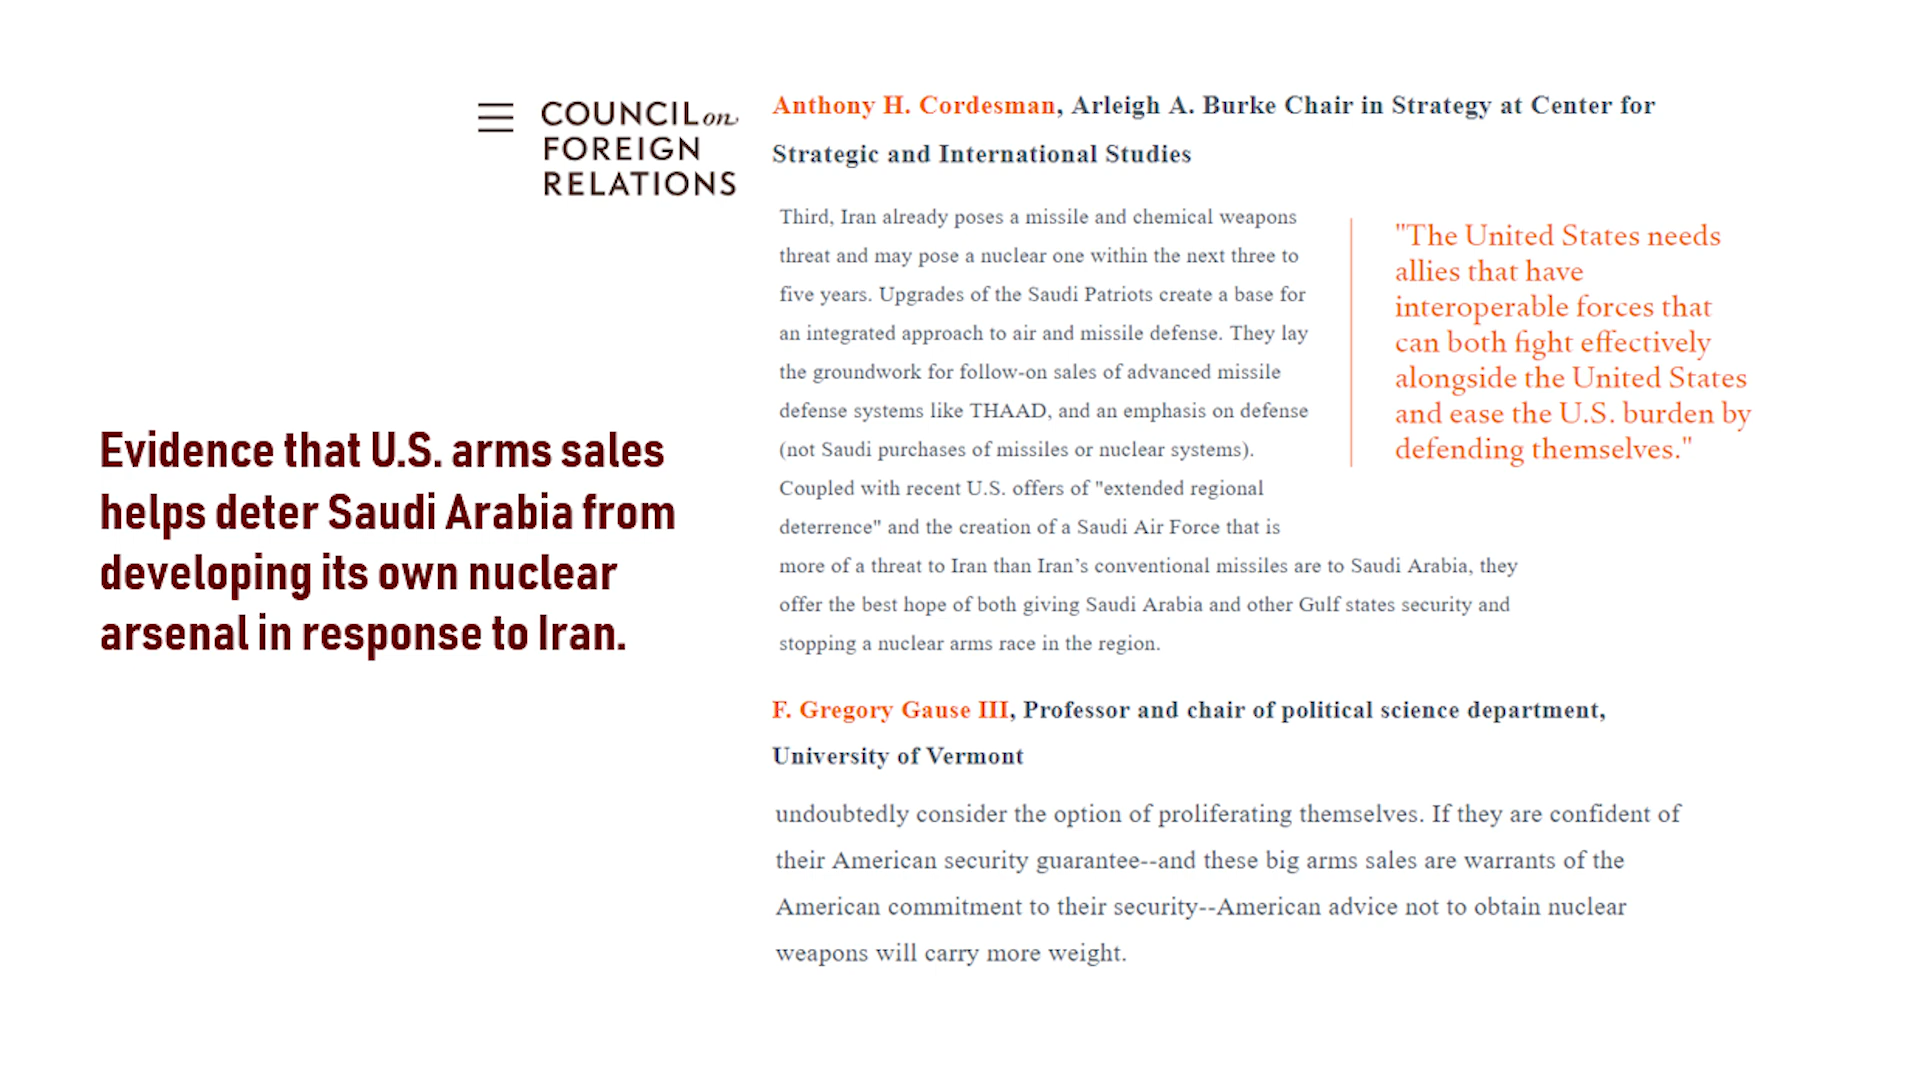 COUNCIL on
FOREIGN
RELATIONS
Evidence that U.S. arms sales
helps deter Saudi Arabia from
developing its own nuclear
arsenal in response to Iran.
Anthony H. Cordesman, Arleigh A. Burke Chair in Strategy at Center for
Strategic and International Studies
Third, Iran already poses a missile and chemical weapons
threat and may pose a nuclear one within the next three to
five years. Upgrades of the Saudi Patriots create a base for
an integrated approach to air and missile defense. They lay
the groundwork for follow-on sales of advanced missile
defense systems like THAAD, and an emphasis on defense
(not Saudi purchases of missiles or nuclear systems).
Coupled with recent U.S. offers of "extended regional
deterrence" and the creation of a Saudi Air Force that is
more of a threat to Iran than Iran’s conventional missiles are to Saudi Arabia, they
offer the best hope of both giving Saudi Arabia and other Gulf states security and
stopping a nuclear arms race in the region.
"The United States needs
allies that have
interoperable forces that
can both fight effectively
alongside the United States
and ease the U.S. burden by
defending themselves."
F. Gregory Gause III, Professor and chair of political science department,
University of Vermont
undoubtedly consider the option of proliferating themselves. If they are confident of
their American security guarantee--and these big arms sales are warrants of the
American commitment to their security--American advice not to obtain nuclear
weapons will carry more weight.